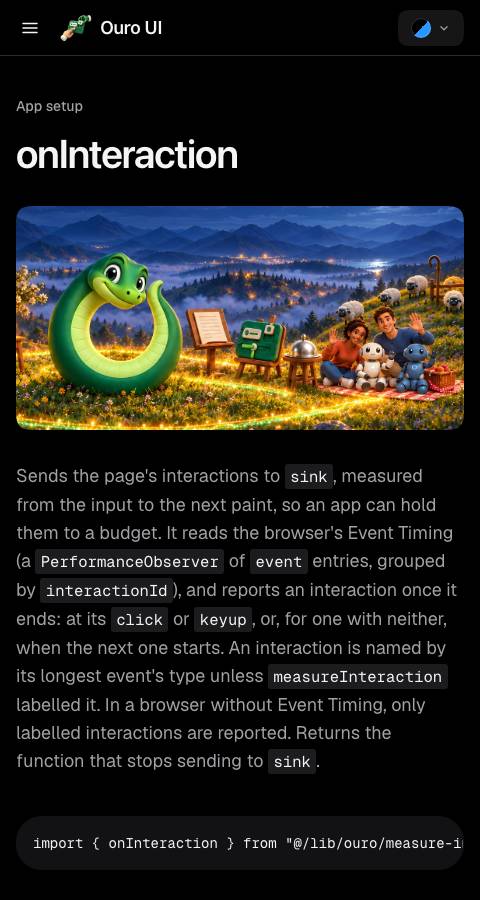 Ouro UI
App setup
onInteraction
Sends the page's interactions to sink, measured
from the input to the next paint, so an app can hold
them to a budget. It reads the browser's Event Timing
(a PerformanceObserver of event entries, grouped
by interactionId), and reports an interaction once it
ends: at its click or keyup, or, for one with neither,
when the next one starts. An interaction is named by
its longest event's type unless measureInteraction
labelled it. In a browser without Event Timing, only
labelled interactions are reported. Returns the
function that stops sending to sink.
import { onInteraction } from "@/lib/ouro/measure-i